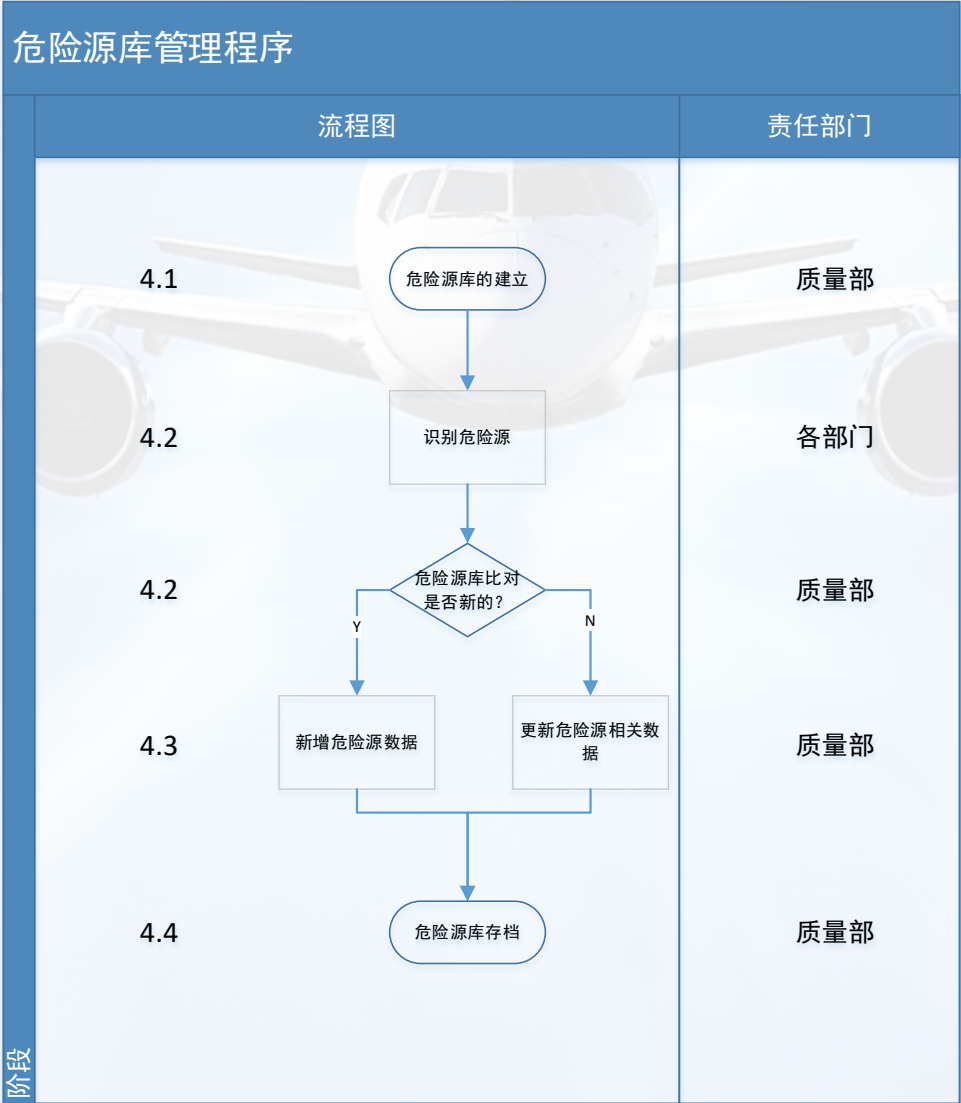 危险源库管理程序
流程图
责任部门
4.1
危险源库的建立
质量部
4.2
识别危险源
各部门
4.2
危险源库比对
是否新的？
质量部
Y
N
4.3
新增危险源数据
更新危险源相关数
据
质量部
4.4
危险源库存档
质量部
阶段